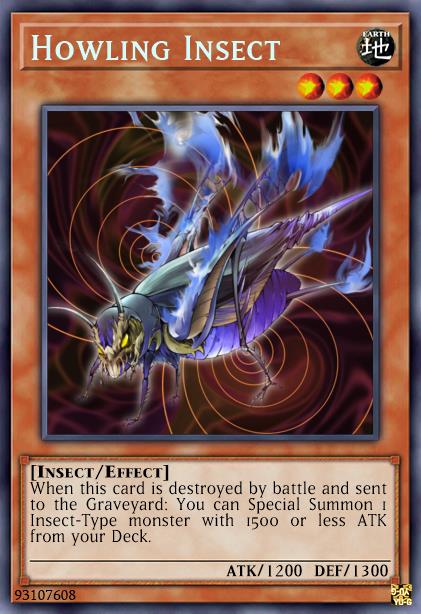 Howling Insect
EARTH
地
[Insect/Effect]
When this card is destroyed by battle and sent
to the Graveyard: You can Special Summon 1
Insect-Type monster with 1500 or less ATK
from your Deck.
ATK/1200 DEF/1300
93107608